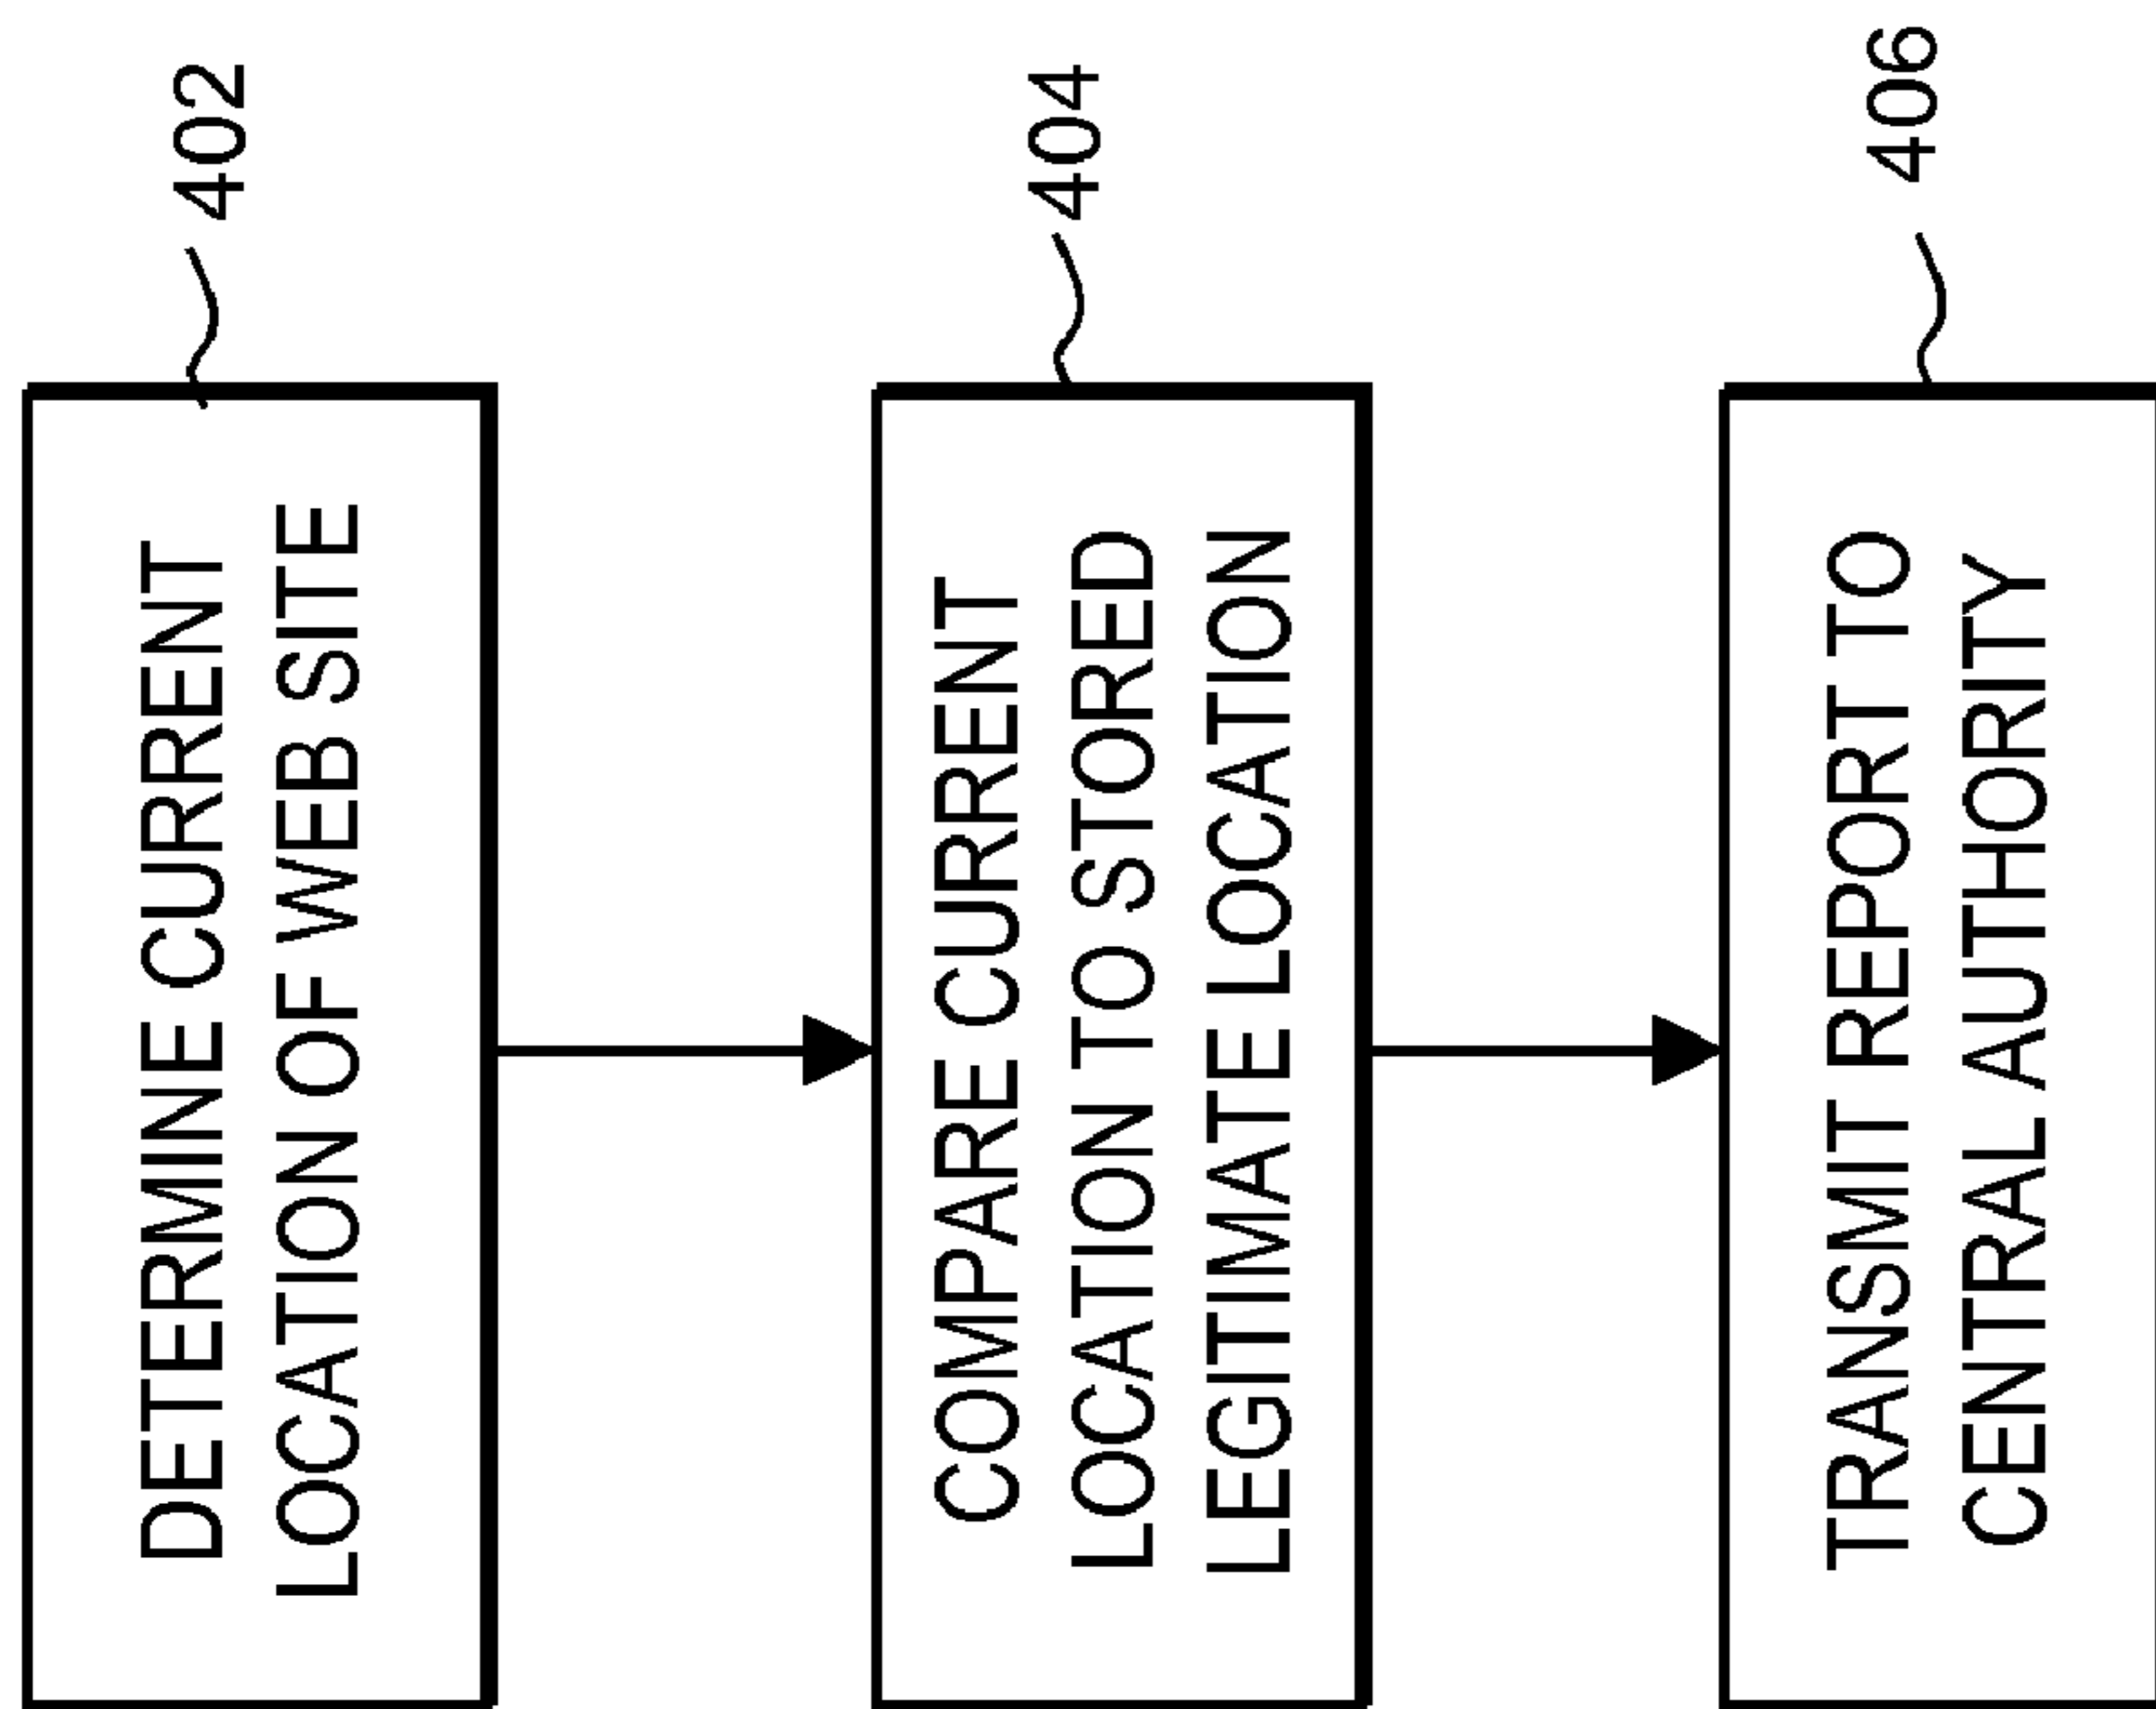 DETERMINE CURRENT
LOCATION OF WEB SITE
402
COMPARE CURRENT
LOCATION TO STORED
LEGITIMATE LOCATION
404
TRANSMIT REPORT TO
CENTRAL AUTHORITY
406